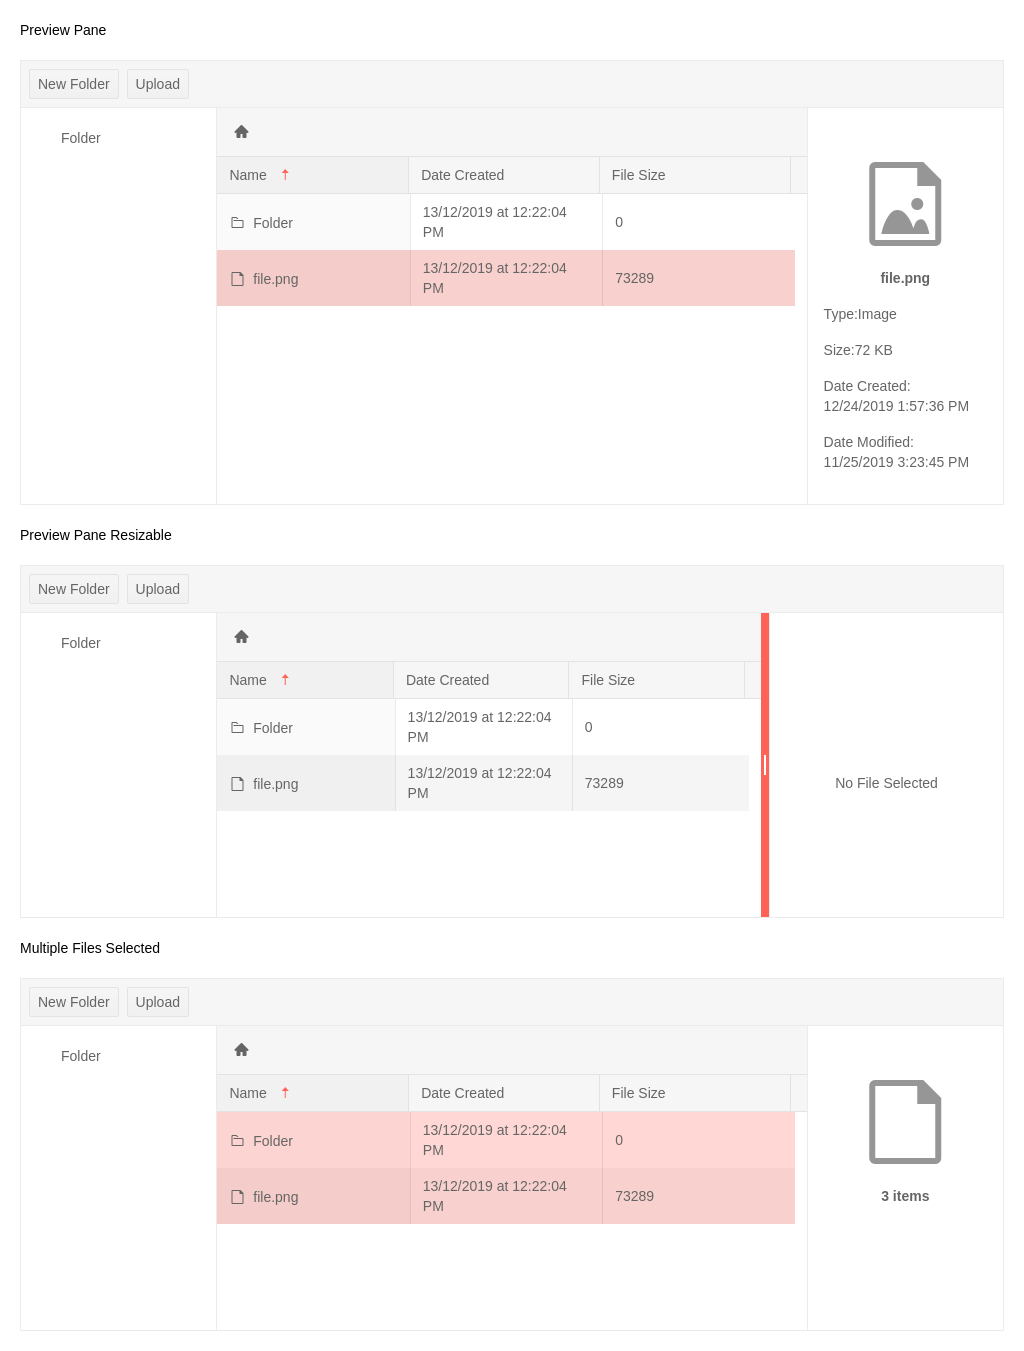 Preview Pane
New Folder Upload
Folder
Name Date Created File Size
Folder 13/12/2019 at 12:22:04 PM 0
file.png 13/12/2019 at 12:22:04 PM 73289
file.png
Type:Image
Size:72 KB
Date Created:
12/24/2019 1:57:36 PM
Date Modified:
11/25/2019 3:23:45 PM
Preview Pane Resizable
New Folder Upload
Folder
Name Date Created File Size
Folder 13/12/2019 at 12:22:04 PM 0
file.png 13/12/2019 at 12:22:04 PM 73289
No File Selected
Multiple Files Selected
New Folder Upload
Folder
Name Date Created File Size
Folder 13/12/2019 at 12:22:04 PM 0
file.png 13/12/2019 at 12:22:04 PM 73289
3 items